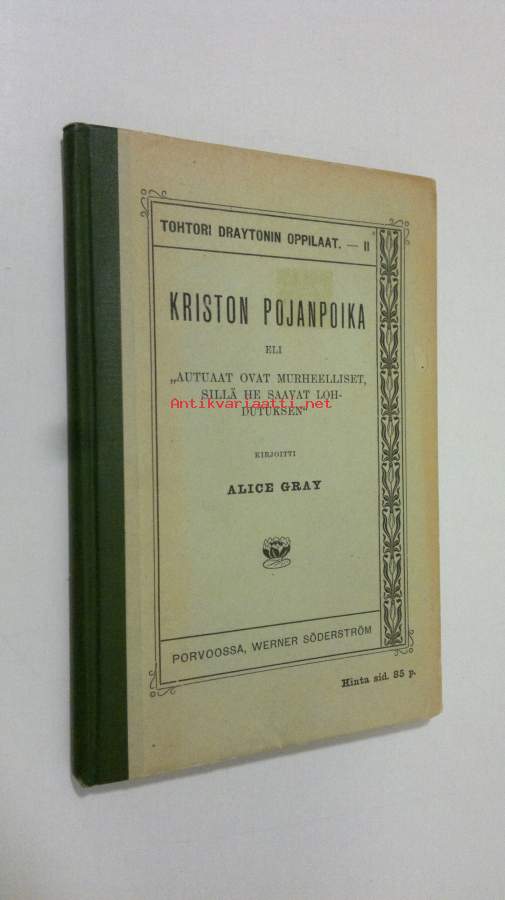 TOHTORI DRAYTONIN OPPILAAT. — II
KRISTON POJANPOIKA
ELI
„AUTUAAT OVAT MURHEELLISET,
SILLÄ HE SAAVAT LOH-
Antikvariaatti.net
DUTUKSEN"
KIRJOITTI
ALICE GRAY
PORVOOSSA, WERNER SÖDERSTRÖM
Hinta sid. 85 p.